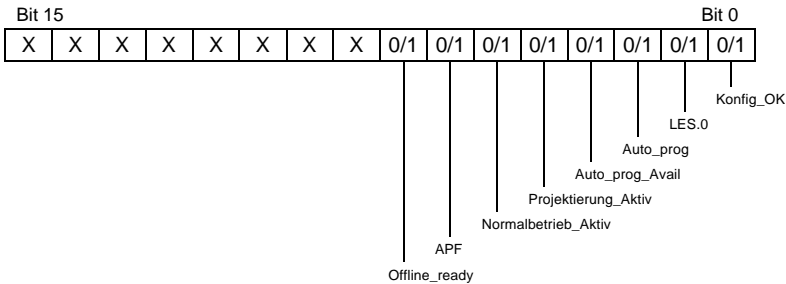 Bit 15 Bit 0
X X X X X X X X 0/1 0/1 0/1 0/1 0/1 0/1 0/1 0/1
Konfig_OK
LES.0
Auto_prog
Auto_prog_Avail
Projektierung_Aktiv
Normalbetrieb_Aktiv
APF
Offline_ready